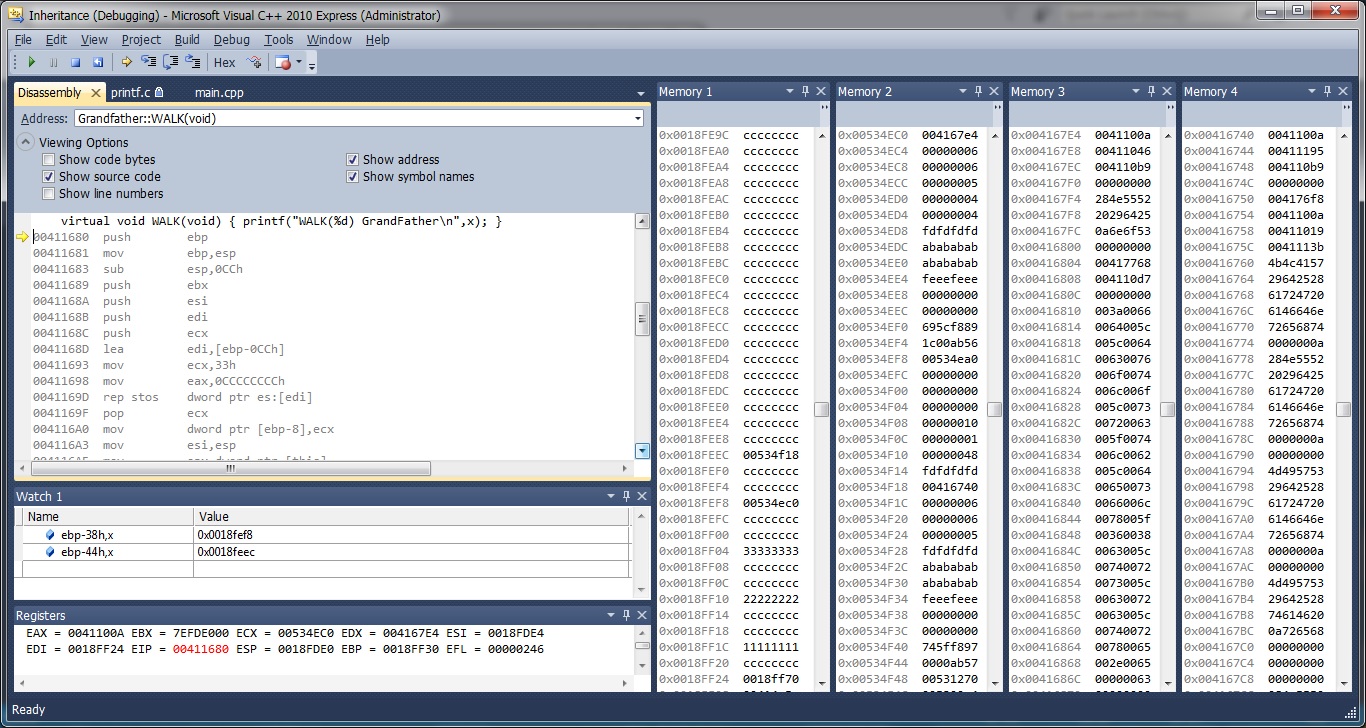 Inheritance (Debugging) - Microsoft Visual C++ 2010 Express (Administrator)
File Edit View Project Build Debug Tools Window Help
Hex
Disassembly printf.c main.cpp
Address: Grandfather::WALK(void)
Viewing Options
Show code bytes Show address
Show source code Show symbol names
Show line numbers
virtual void WALK(void) { printf("WALK(%d) GrandFather\n",x); }
00411680 push ebp
00411681 mov ebp,esp
00411683 sub esp,0CCh
00411689 push ebx
0041168A push esi
0041168B push edi
0041168C push ecx
0041168D lea edi,[ebp-0CCh]
00411693 mov ecx,33h
00411698 mov eax,0CCCCCCCCh
0041169D rep stos dword ptr es:[edi]
0041169F pop ecx
004116A0 mov dword ptr [ebp-8],ecx
004116A3 mov esi,esp
Watch 1
Name Value
ebp-38h,x 0x0018fef8
ebp-44h,x 0x0018feec
Registers
EAX = 0041100A EBX = 7EFDE000 ECX = 00534EC0 EDX = 004167E4 ESI = 0018FDE4
EDI = 0018FF24 EIP = 00411680 ESP = 0018FDE0 EBP = 0018FF30 EFL = 00000246
Memory 1
0x0018FE9C cccccccc
0x0018FEA0 cccccccc
0x0018FEA4 cccccccc
0x0018FEA8 cccccccc
0x0018FEAC cccccccc
0x0018FEB0 cccccccc
0x0018FEB4 cccccccc
0x0018FEB8 cccccccc
0x0018FEBC cccccccc
0x0018FEC0 cccccccc
0x0018FEC4 cccccccc
0x0018FEC8 cccccccc
0x0018FECC cccccccc
0x0018FED0 cccccccc
0x0018FED4 cccccccc
0x0018FED8 cccccccc
0x0018FEDC cccccccc
0x0018FEE0 cccccccc
0x0018FEE4 cccccccc
0x0018FEE8 cccccccc
0x0018FEEC 00534f18
0x0018FEF0 cccccccc
0x0018FEF4 cccccccc
0x0018FEF8 00534ec0
0x0018FEFC cccccccc
0x0018FF00 cccccccc
0x0018FF04 33333333
0x0018FF08 cccccccc
0x0018FF0C cccccccc
0x0018FF10 22222222
0x0018FF14 cccccccc
0x0018FF18 cccccccc
0x0018FF1C 11111111
0x0018FF20 cccccccc
0x0018FF24 0018ff70
Memory 2
0x00534EC0 004167e4
0x00534EC4 00000006
0x00534EC8 00000006
0x00534ECC 00000005
0x00534ED0 00000004
0x00534ED4 00000004
0x00534ED8 fdfdfdfd
0x00534EDC abababab
0x00534EE0 abababab
0x00534EE4 feeefeee
0x00534EE8 00000000
0x00534EEC 00000000
0x00534EF0 695cf889
0x00534EF4 1c00ab56
0x00534EF8 00534ea0
0x00534EFC 00000000
0x00534F00 00000000
0x00534F04 00000000
0x00534F08 00000010
0x00534F0C 00000001
0x00534F10 00000048
0x00534F14 fdfdfdfd
0x00534F18 00416740
0x00534F1C 00000006
0x00534F20 00000006
0x00534F24 00000005
0x00534F28 fdfdfdfd
0x00534F2C abababab
0x00534F30 abababab
0x00534F34 feeefeee
0x00534F38 00000000
0x00534F3C 00000000
0x00534F40 745ff897
0x00534F44 0000ab57
0x00534F48 00531270
Memory 3
0x004167E4 0041100a
0x004167E8 00411046
0x004167EC 004110b9
0x004167F0 00000000
0x004167F4 284e5552
0x004167F8 20296425
0x004167FC 0a6e6f53
0x00416800 00000000
0x00416804 00417768
0x00416808 004110d7
0x0041680C 00000000
0x00416810 003a0066
0x00416814 0064005c
0x00416818 005c0064
0x0041681C 00630076
0x00416820 006f0074
0x00416824 006c006f
0x00416828 005c0073
0x0041682C 00720063
0x00416830 005f0074
0x00416834 006c0062
0x00416838 005c0064
0x0041683C 00650073
0x00416840 0066006c
0x00416844 0078005f
0x00416848 00360038
0x0041684C 0063005c
0x00416850 00740072
0x00416854 0073005c
0x00416858 00630072
0x0041685C 0063005c
0x00416860 00740072
0x00416864 00780065
0x00416868 002e0065
0x0041686C 00000063
Memory 4
0x00416740 0041100a
0x00416744 00411195
0x00416748 004110b9
0x0041674C 00000000
0x00416750 004176f8
0x00416754 0041100a
0x00416758 00411019
0x0041675C 0041113b
0x00416760 4b4c4157
0x00416764 29642528
0x00416768 61724720
0x0041676C 6146646e
0x00416770 72656874
0x00416774 0000000a
0x00416778 284e5552
0x0041677C 20296425
0x00416780 61724720
0x00416784 6146646e
0x00416788 72656874
0x0041678C 0000000a
0x00416790 00000000
0x00416794 4d495753
0x00416798 29642528
0x0041679C 61724720
0x004167A0 6146646e
0x004167A4 72656874
0x004167A8 0000000a
0x004167AC 00000000
0x004167B0 4d495753
0x004167B4 29642528
0x004167B8 74614620
0x004167BC 0a726568
0x004167C0 00000000
0x004167C4 00000000
0x004167C8 00000000
Ready